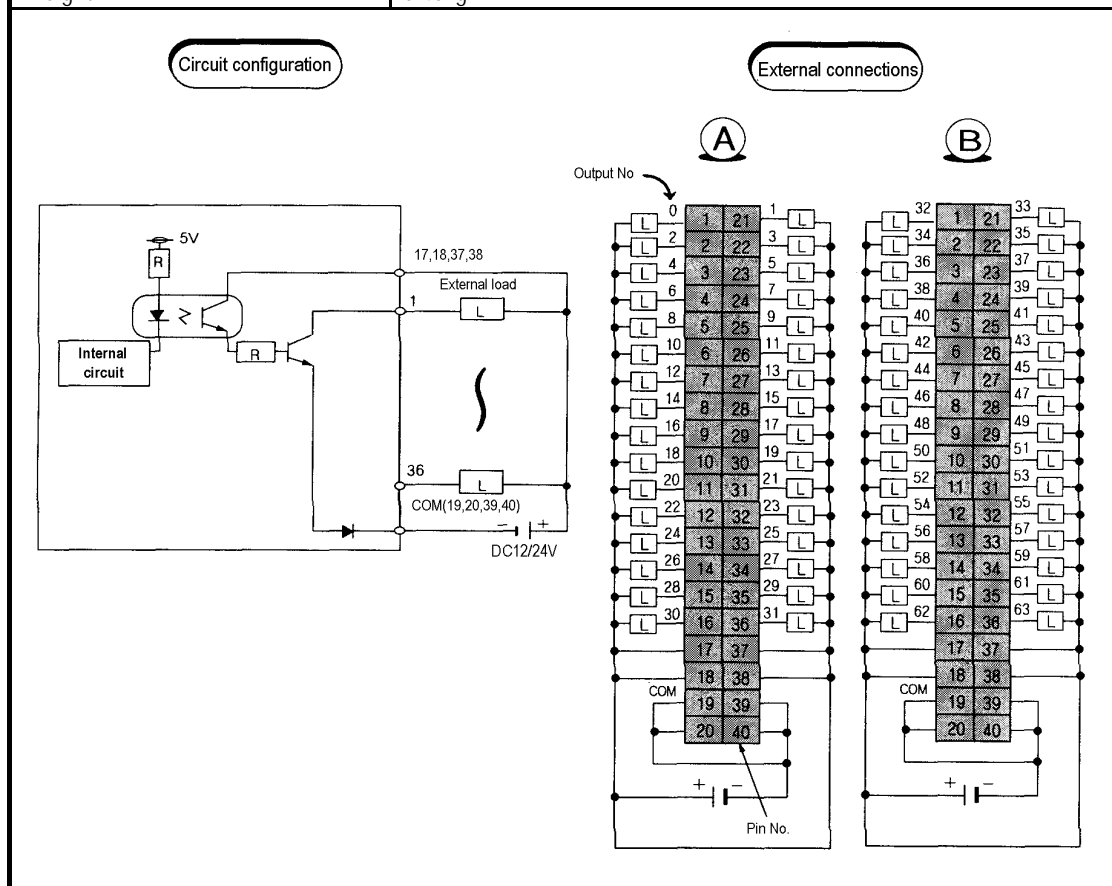 Circuit configuration
External connections
A
B
Output No
5V
R
17,18,37,38
External load
1
L
R
Internal
circuit
36
L
COM(19,20,39,40)
− +
DC12/24V
L 0 1 21 1 L
L 2 2 22 3 L
L 4 3 23 5 L
L 6 4 24 7 L
L 8 5 25 9 L
L 10 6 26 11 L
L 12 7 27 13 L
L 14 8 28 15 L
L 16 9 29 17 L
L 18 10 30 19 L
L 20 11 31 21 L
L 22 12 32 23 L
L 24 13 33 25 L
L 26 14 34 27 L
L 28 15 35 29 L
L 30 16 36 31 L
17 37
18 38
COM
19 39
20 40
+ −
Pin No.
L 32 1 21 33 L
L 34 2 22 35 L
L 36 3 23 37 L
L 38 4 24 39 L
L 40 5 25 41 L
L 42 6 26 43 L
L 44 7 27 45 L
L 46 8 28 47 L
L 48 9 29 49 L
L 50 10 30 51 L
L 52 11 31 53 L
L 54 12 32 55 L
L 56 13 33 57 L
L 58 14 34 59 L
L 60 15 35 61 L
L 62 16 36 63 L
17 37
18 38
COM
19 39
20 40
+ −